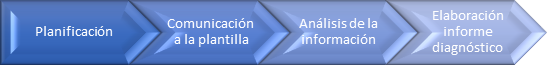 Planificación
Comunicación
a la plantilla
Análisis de la
información
Elaboración
informe
diagnóstico